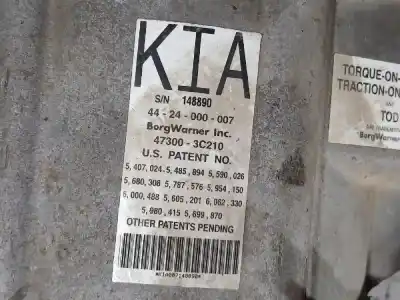 KIA
S/N 148890
44-24-000-007
BorgWarner Inc.
47300-3C210
U.S. PATENT NO.
5,407,024, 5,485,894 5,590,026
5,680,308 5,787,576 5,954,150
6,000,488 5,605,201 6,062,330
5,980,415 5,699,870
OTHER PATENTS PENDING
TORQUE-ON-
TRACTION-ON
TOD